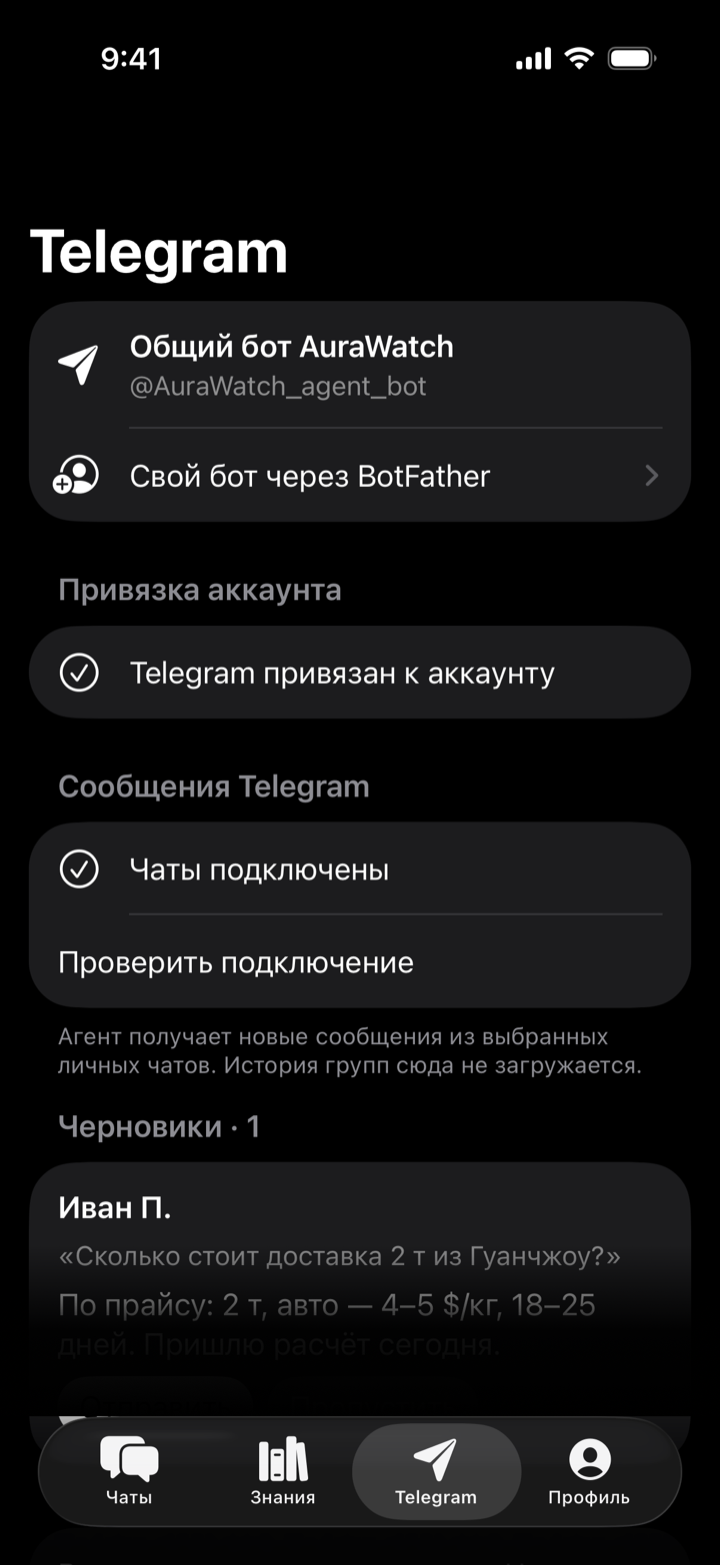 9:41
Telegram
Общий бот AuraWatch
@AuraWatch_agent_bot
Свой бот через BotFather
Привязка аккаунта
Telegram привязан к аккаунту
Сообщения Telegram
Чаты подключены
Проверить подключение
Агент получает новые сообщения из выбранных
личных чатов. История групп сюда не загружается.
Черновики · 1
Иван П.
«Сколько стоит доставка 2 т из Гуанчжоу?»
По прайсу: 2 т, авто — 4–5 $/кг, 18–25
дней. Пришлю расчёт сегодня.
Чаты
Знания
Telegram
Профиль